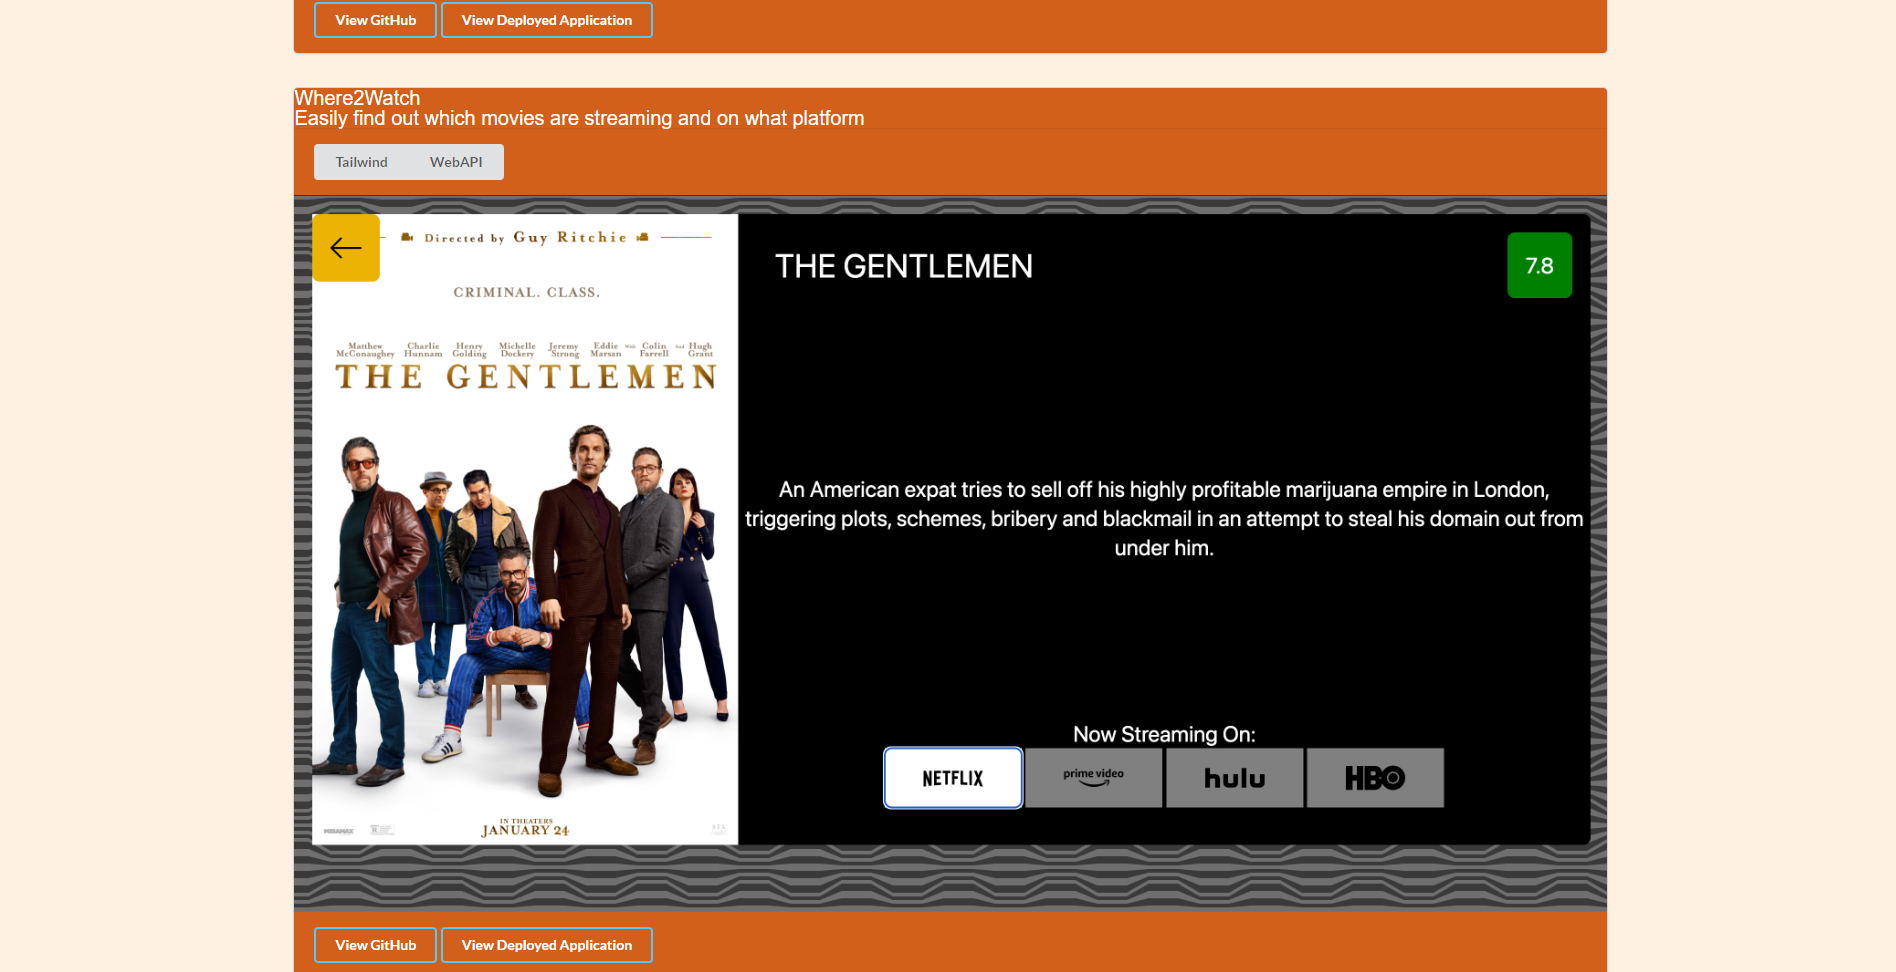 View GitHub View Deployed Application
Where2Watch
Easily find out which movies are streaming and on what platform
Tailwind WebAPI
Directed by Guy Ritchie
CRIMINAL. CLASS.
Matthew McConaughey Charlie Hunnam Henry Golding Michelle Dockery Jeremy Strong Eddie Marsan With Colin Farrell And Hugh Grant
THE GENTLEMEN
IN THEATERS
JANUARY 24
MIRAMAX STX
THE GENTLEMEN
7.8
An American expat tries to sell off his highly profitable marijuana empire in London,
triggering plots, schemes, bribery and blackmail in an attempt to steal his domain out from
under him.
Now Streaming On:
NETFLIX prime video hulu HBO
View GitHub View Deployed Application